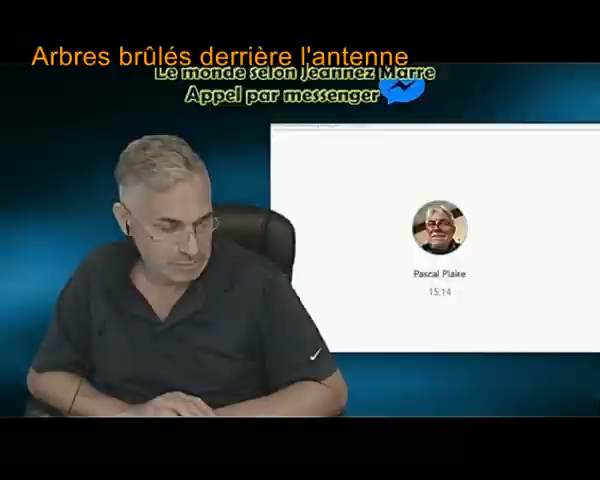 Arbres brûlés derrière l'antenne
Le monde selon Jeannez Marre
Appel par messenger
Pascal Plaire
15:14